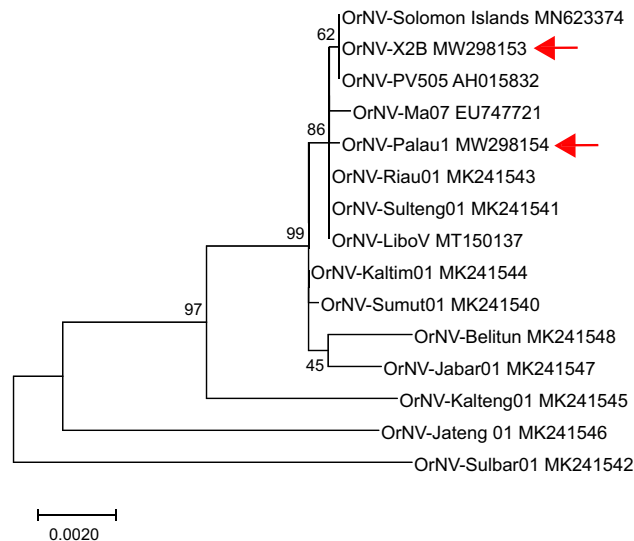 OrNV-Solomon Islands MN623374
62
OrNV-X2B MW298153
OrNV-PV505 AH015832
OrNV-Ma07 EU747721
86
OrNV-Palau1 MW298154
OrNV-Riau01 MK241543
OrNV-Sulteng01 MK241541
99
OrNV-LiboV MT150137
OrNV-Kaltim01 MK241544
97
OrNV-Sumut01 MK241540
OrNV-Belitun MK241548
45
OrNV-Jabar01 MK241547
OrNV-Kalteng01 MK241545
OrNV-Jateng 01 MK241546
OrNV-Sulbar01 MK241542
0.0020